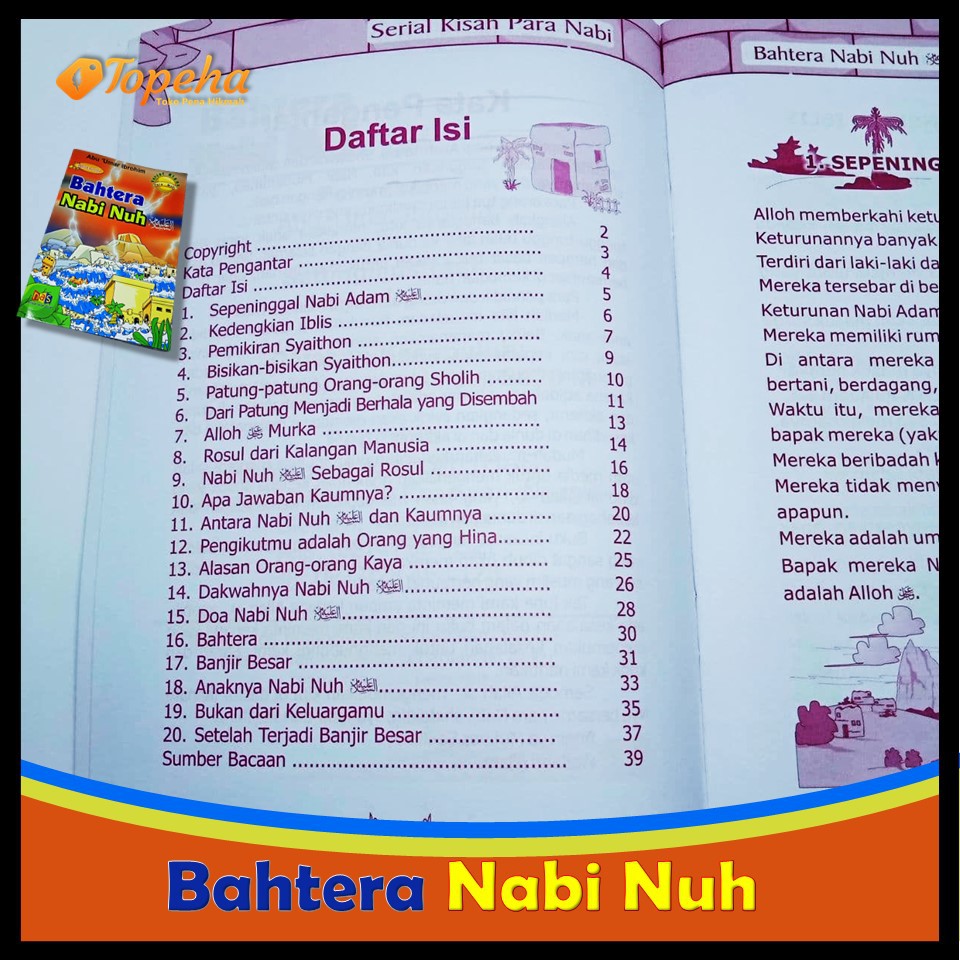 Topeha
Toko Pena Hikmah
Abu 'Umar Ibrohim
Bahtera
Nabi Nuh
Serial Kisah Para Nabi
Daftar Isi
Copyright .................................................... 2
Kata Pengantar .............................................. 3
Daftar Isi .................................................... 4
1. Sepeninggal Nabi Adam ....................... 5
2. Kedengkian Iblis ....................................... 6
3. Pemikiran Syaithon ................................... 7
4. Bisikan-bisikan Syaithon............................. 9
5. Patung-patung Orang-orang Sholih .......... 10
6. Dari Patung Menjadi Berhala yang Disembah 11
7. Alloh Murka ........................................ 13
8. Rosul dari Kalangan Manusia ..................... 14
9. Nabi Nuh Sebagai Rosul ..................... 16
10. Apa Jawaban Kaumnya? .......................... 18
11. Antara Nabi Nuh dan Kaumnya ........... 20
12. Pengikutmu adalah Orang yang Hina......... 22
13. Alasan Orang-orang Kaya ......................... 25
14. Dakwahnya Nabi Nuh .......................... 26
15. Doa Nabi Nuh ..................................... 28
16. Bahtera .................................................. 30
17. Banjir Besar ............................................ 31
18. Anaknya Nabi Nuh ............................... 33
19. Bukan dari Keluargamu ............................ 35
20. Setelah Terjadi Banjir Besar ..................... 37
Sumber Bacaan ............................................. 39
Bahtera Nabi Nuh
1. SEPENING
Alloh memberkahi ketu
Keturunannya banyak
Terdiri dari laki-laki da
Mereka tersebar di be
Keturunan Nabi Adam
Mereka memiliki rum
Di antara mereka
bertani, berdagang,
Waktu itu, mereka
bapak mereka (yak
Mereka beribadah k
Mereka tidak meny
apapun.
Mereka adalah um
Bapak mereka N
adalah Alloh .
Bahtera Nabi Nuh